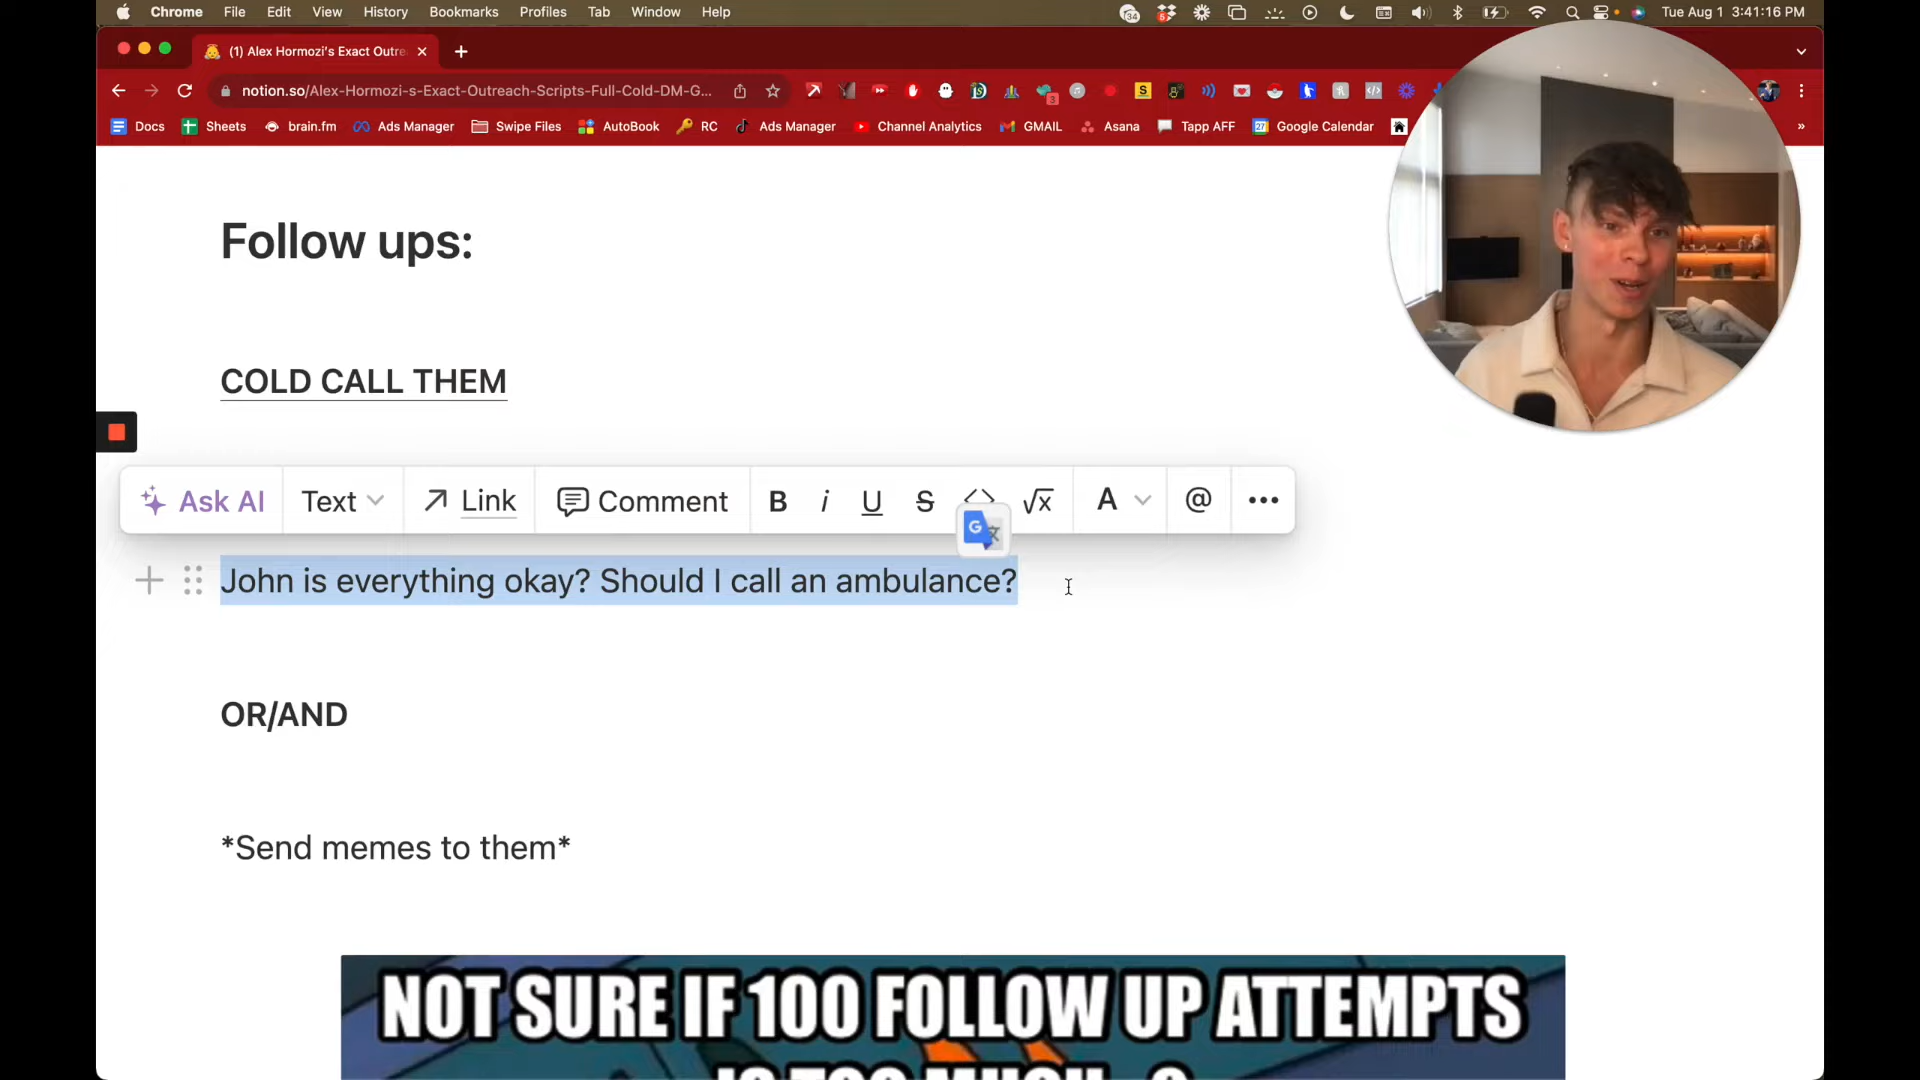 Chrome File Edit View History Bookmarks Profiles Tab Window Help 34 5 Tue Aug 1 3:41:16 PM
(1) Alex Hormozi's Exact Outre
notion.so/Alex-Hormozi-s-Exact-Outreach-Scripts-Full-Cold-DM-G... 3 S
Docs Sheets brain.fm Ads Manager Swipe Files AutoBook RC Ads Manager Channel Analytics GMAIL Asana Tapp AFF 27 Google Calendar »
Follow ups:
COLD CALL THEM
Ask AI Text Link Comment B i U S <> √x A @ •••
G
John is everything okay? Should I call an ambulance?
OR/AND
*Send memes to them*
NOT SURE IF 100 FOLLOW UP ATTEMPTS